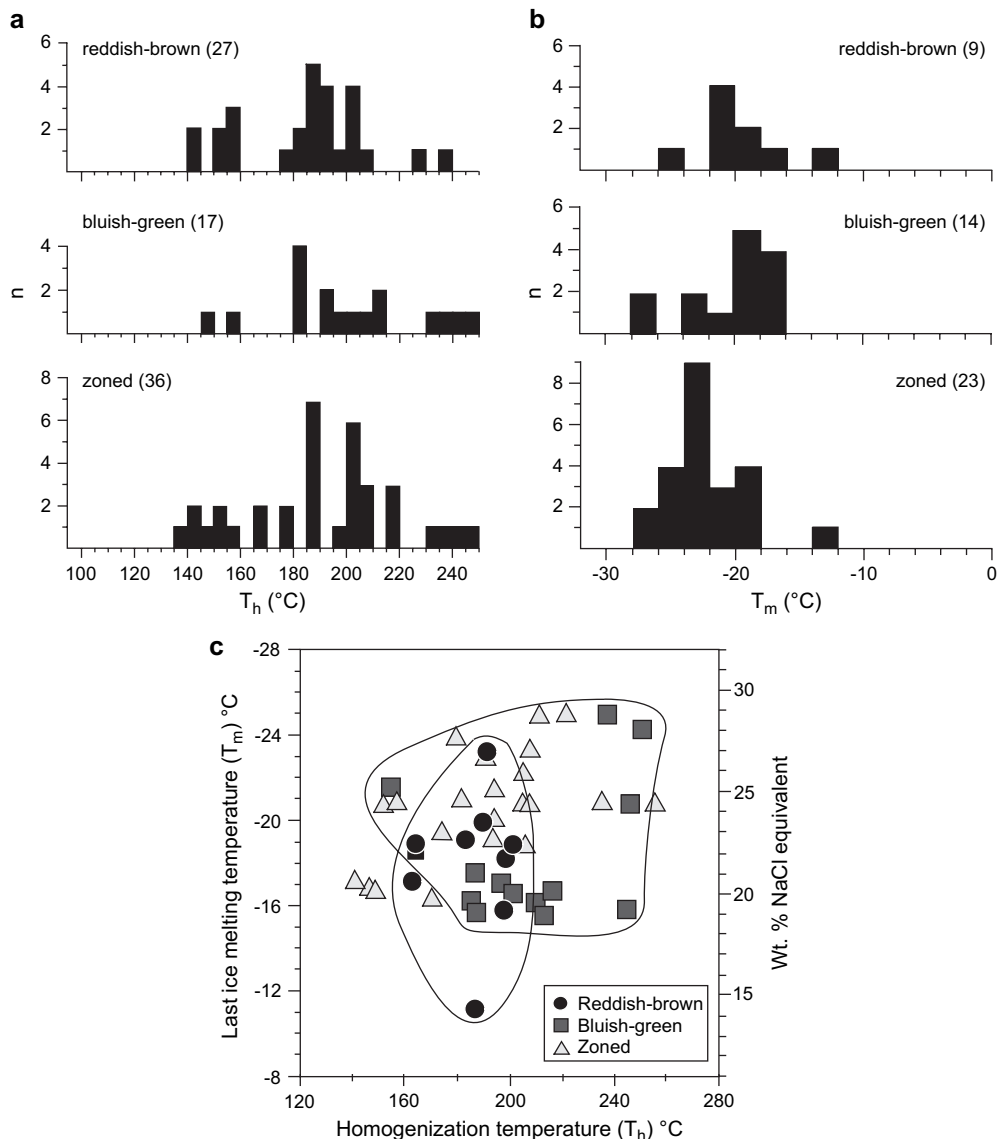 a
6
4
2
reddish-brown (27)
n
4
2
bluish-green (17)
8
6
4
2
zoned (36)
100 120 140 160 180 200 220 240
Th (°C)
b
6
4
2
reddish-brown (9)
n
6
4
2
bluish-green (14)
8
6
4
2
zoned (23)
-30 -20 -10 0
Tm (°C)
c
Last ice melting temperature (Tm) °C
-28
-24
-20
-16
-12
-8
30
25
20
15
Wt. % NaCl equivalent
Reddish-brown
Bluish-green
Zoned
120 160 200 240 280
Homogenization temperature (Th) °C